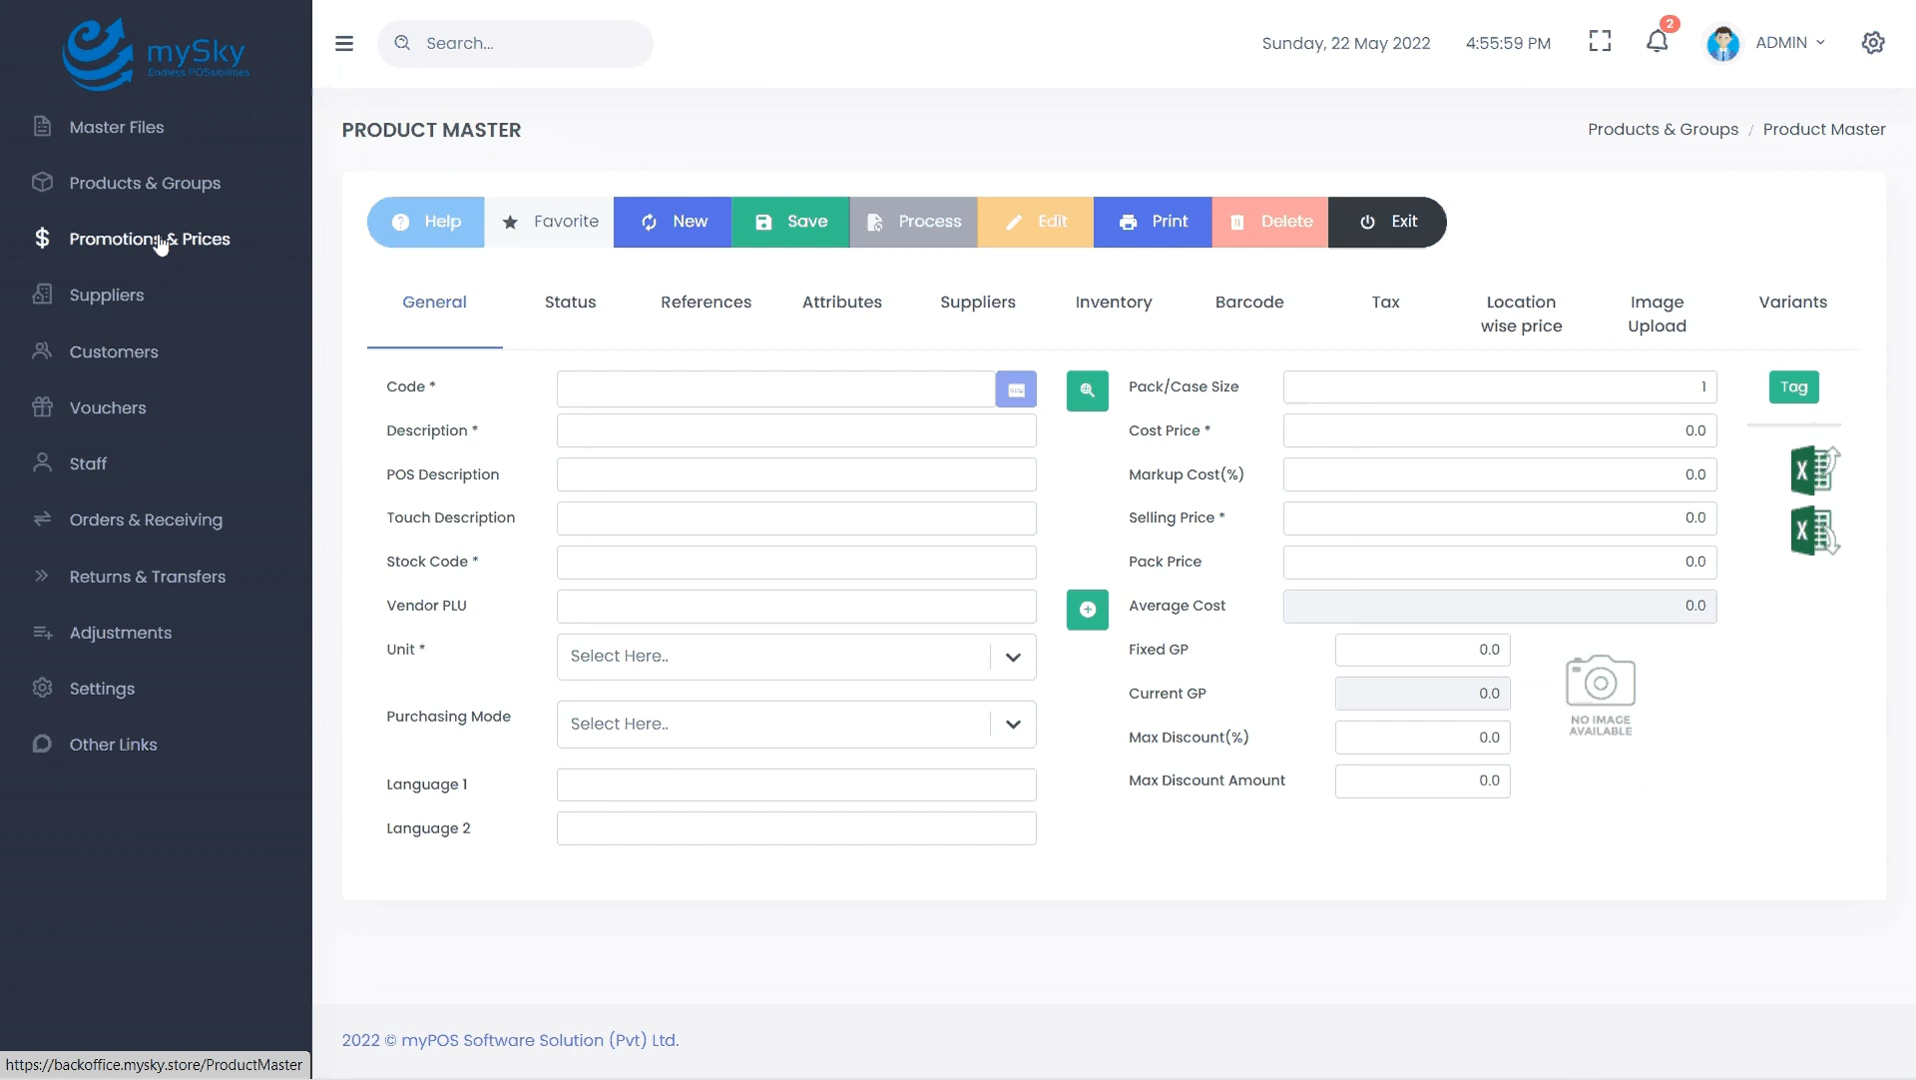 mySky
Endless POSsibilities
Search...
Sunday, 22 May 2022
4:55:59 PM
2
ADMIN
Master Files
Products & Groups
Promotions & Prices
Suppliers
Customers
Vouchers
Staff
Orders & Receiving
Returns & Transfers
Adjustments
Settings
Other Links
PRODUCT MASTER
Products & Groups / Product Master
Help
Favorite
New
Save
Process
Edit
Print
Delete
Exit
General
Status
References
Attributes
Suppliers
Inventory
Barcode
Tax
Location
wise price
Image
Upload
Variants
Code *
Description *
POS Description
Touch Description
Stock Code *
Vendor PLU
Unit *
Select Here..
Purchasing Mode
Select Here..
Language 1
Language 2
Pack/Case Size
1
Cost Price *
0.0
Markup Cost(%)
0.0
Selling Price *
0.0
Pack Price
0.0
Average Cost
0.0
Fixed GP
0.0
Current GP
0.0
Max Discount(%)
0.0
Max Discount Amount
0.0
Tag
X
X
NO IMAGE
AVAILABLE
2022 © myPOS Software Solution (Pvt) Ltd.
https://backoffice.mysky.store/ProductMaster